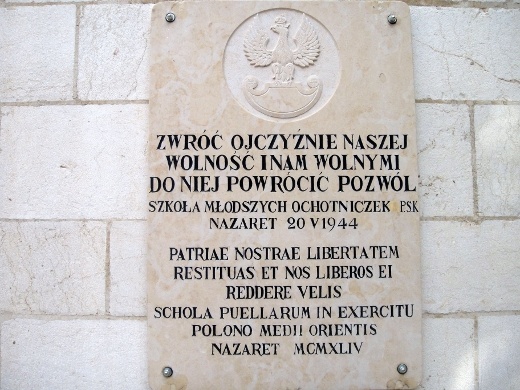 ZWRÓĆ OJCZYŹNIE NASZEJ
WOLNOŚĆ I NAM WOLNYMI
DO NIEJ POWRÓCIĆ POZWÓL
SZKOŁA MŁODSZYCH OCHOTNICZEK P.S.K
NAZARET 20 V 1944
PATRIAE NOSTRAE LIBERTATEM
RESTITUAS ET NOS LIBEROS EI
REDDERE VELIS
SCHOLA PUELLARUM IN EXERCITU
POLONO MEDII ORIENTIS
NAZARET MCMXLIV